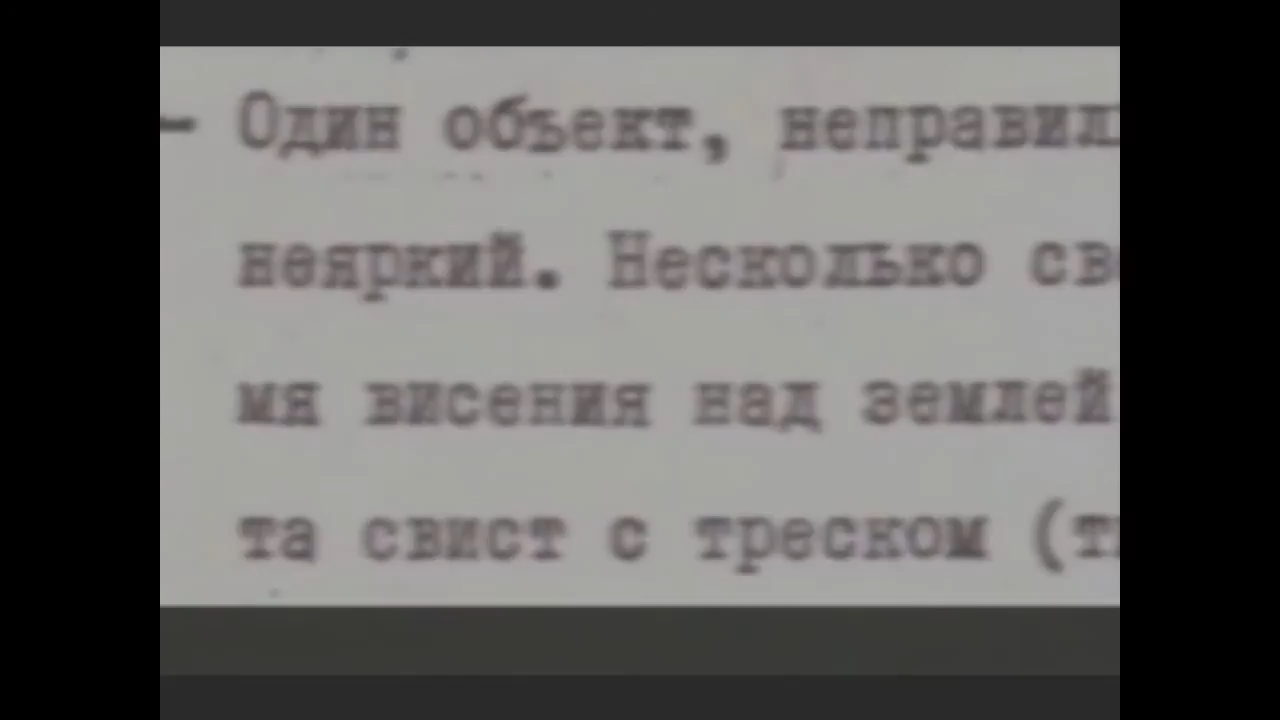 - Один объект, неправил
неяркий. Несколько св
мя висения над землей
та свист с треском (т